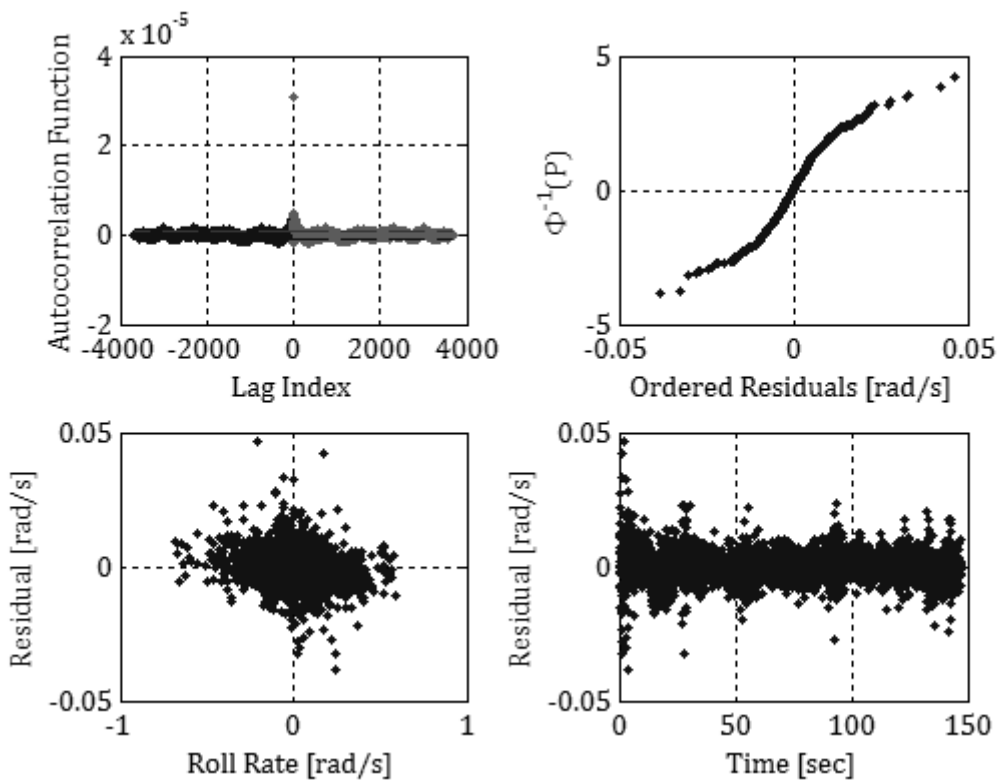 x 10^-5
4
2
0
-2
-4000 -2000 0 2000 4000
Autocorrelation Function
Lag Index
5
0
-5
-0.05 0 0.05
Φ^-1(P)
Ordered Residuals [rad/s]
0.05
0
-0.05
-1 0 1
Residual [rad/s]
Roll Rate [rad/s]
0.05
0
-0.05
0 50 100 150
Residual [rad/s]
Time [sec]